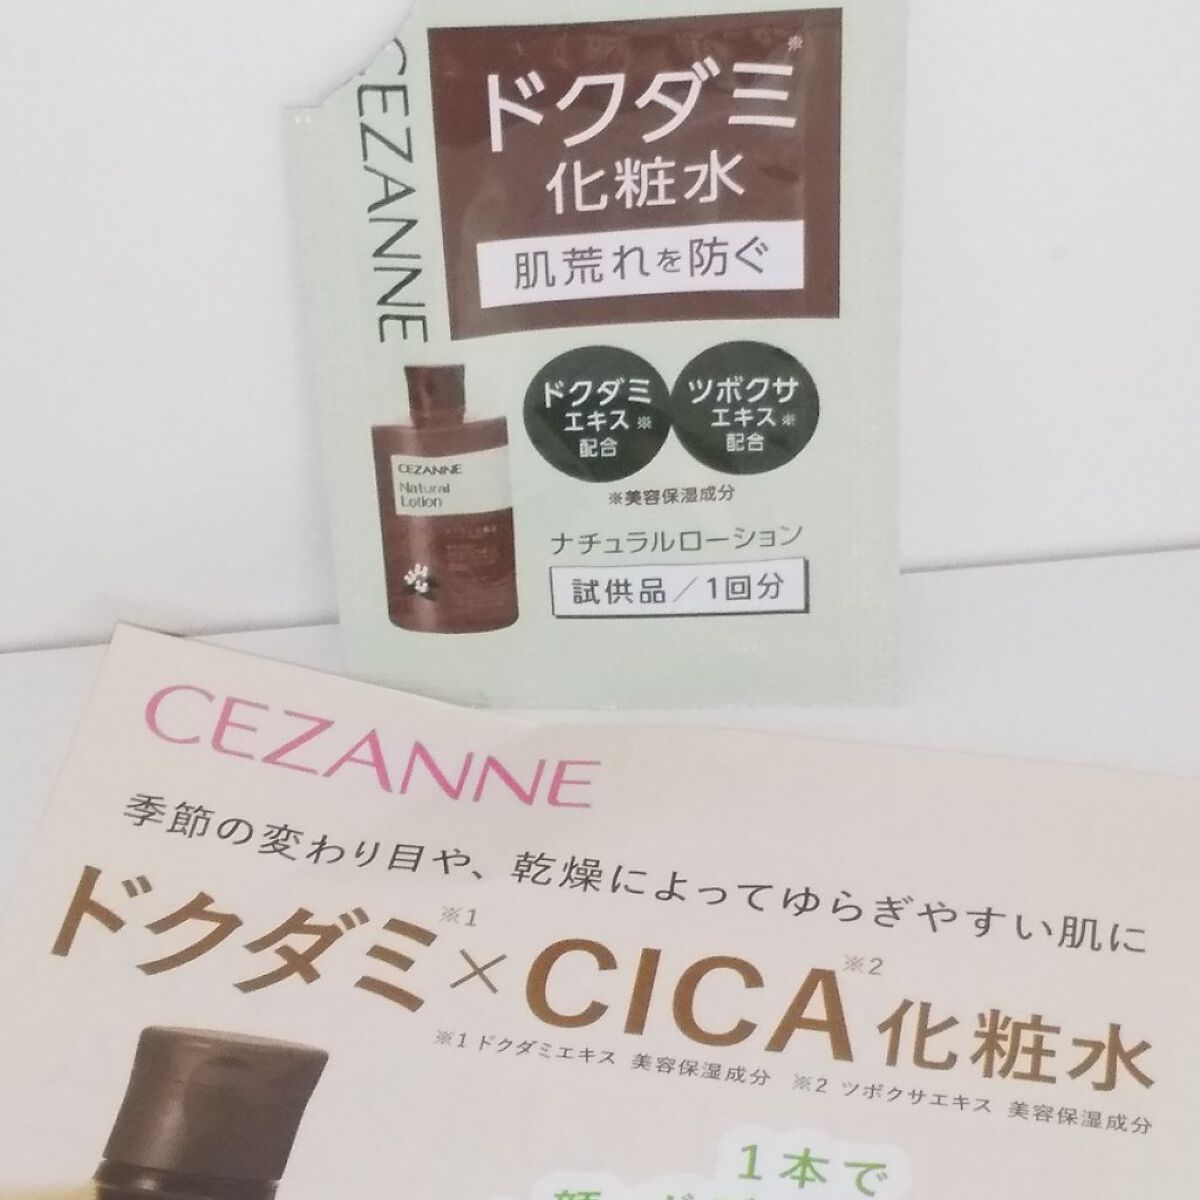 CEZANNE
ドクダミ※
化粧水
肌荒れを防ぐ
ドクダミ
エキス※
配合
ツボクサ
エキス※
配合
※美容保湿成分
CEZANNE
Natural
Lotion
ナチュラルローション
試供品/1回分
CEZANNE
季節の変わり目や、乾燥によってゆらぎやすい肌に
ドクダミ※1×CICA※2化粧水
※1 ドクダミエキス 美容保湿成分 ※2 ツボクサエキス 美容保湿成分
1本で